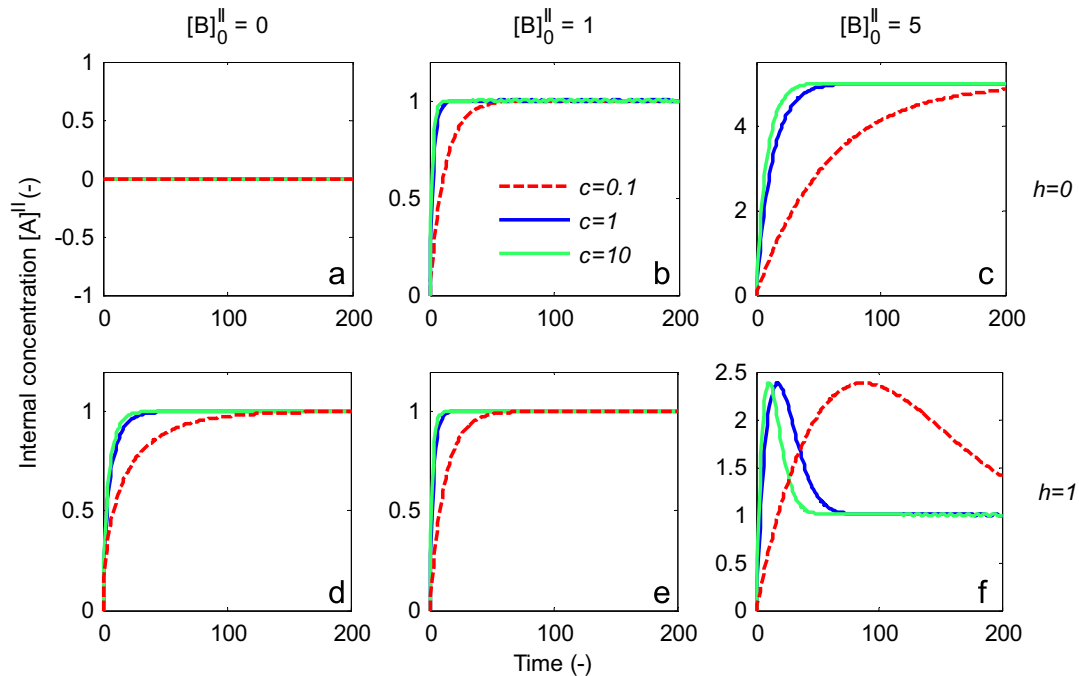 [B]₀ᴵᴵ = 0
[B]₀ᴵᴵ = 1
[B]₀ᴵᴵ = 5
Internal concentration [A]ᴵᴵ (-)
1
0.5
0
-0.5
-1
a
0 100 200
1
0.5
0
c=0.1
c=1
c=10
b
0 100 200
4
2
0
c
0 100 200
h=0
1
0.5
0
d
0 100 200
1
0.5
0
e
0 100 200
2.5
2
1.5
1
0.5
0
f
0 100 200
h=1
Time (-)